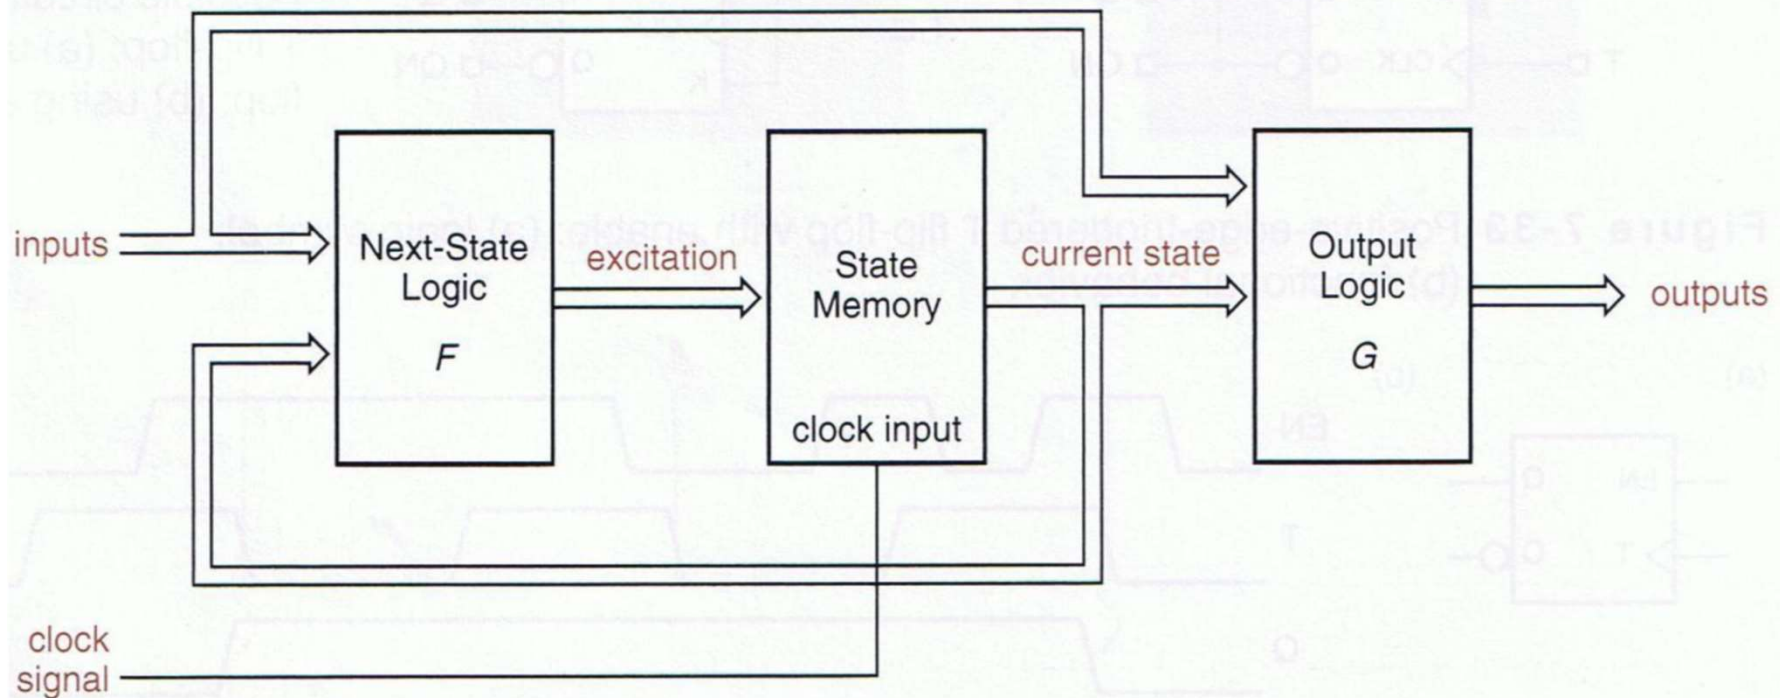 inputs
Next-State
Logic
F
excitation
State
Memory
clock input
current state
Output
Logic
G
outputs
clock
signal